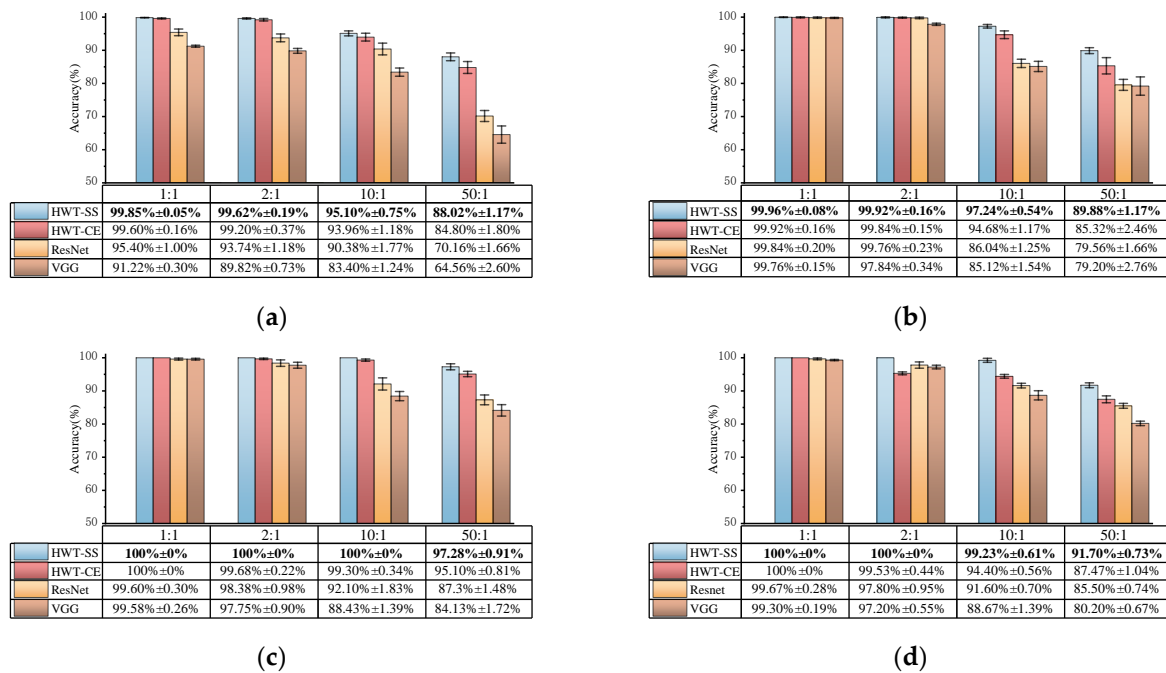 100
90
80
70
60
50
Accuracy(%)
1:1 2:1 10:1 50:1
HWT-SS 99.85%±0.05% 99.62%±0.19% 95.10%±0.75% 88.02%±1.17%
HWT-CE 99.60%±0.16% 99.20%±0.37% 93.96%±1.18% 84.80%±1.80%
ResNet 95.40%±1.00% 93.74%±1.18% 90.38%±1.77% 70.16%±1.66%
VGG 91.22%±0.30% 89.82%±0.73% 83.40%±1.24% 64.56%±2.60%
(a)
100
90
80
70
60
50
Accuracy(%)
1:1 2:1 10:1 50:1
HWT-SS 99.96%±0.08% 99.92%±0.16% 97.24%±0.54% 89.88%±1.17%
HWT-CE 99.92%±0.16% 99.84%±0.15% 94.68%±1.17% 85.32%±2.46%
ResNet 99.84%±0.20% 99.76%±0.23% 86.04%±1.25% 79.56%±1.66%
VGG 99.76%±0.15% 97.84%±0.34% 85.12%±1.54% 79.20%±2.76%
(b)
100
90
80
70
60
50
Accuracy(%)
1:1 2:1 10:1 50:1
HWT-SS 100%±0% 100%±0% 100%±0% 97.28%±0.91%
HWT-CE 100%±0% 99.68%±0.22% 99.30%±0.34% 95.10%±0.81%
ResNet 99.60%±0.30% 98.38%±0.98% 92.10%±1.83% 87.3%±1.48%
VGG 99.58%±0.26% 97.75%±0.90% 88.43%±1.39% 84.13%±1.72%
(c)
100
90
80
70
60
50
Accuracy(%)
1:1 2:1 10:1 50:1
HWT-SS 100%±0% 100%±0% 99.23%±0.61% 91.70%±0.73%
HWT-CE 100%±0% 99.53%±0.44% 94.40%±0.56% 87.47%±1.04%
Resnet 99.67%±0.28% 97.80%±0.95% 91.60%±0.70% 85.50%±0.74%
VGG 99.30%±0.19% 97.20%±0.55% 88.67%±1.39% 80.20%±0.67%
(d)